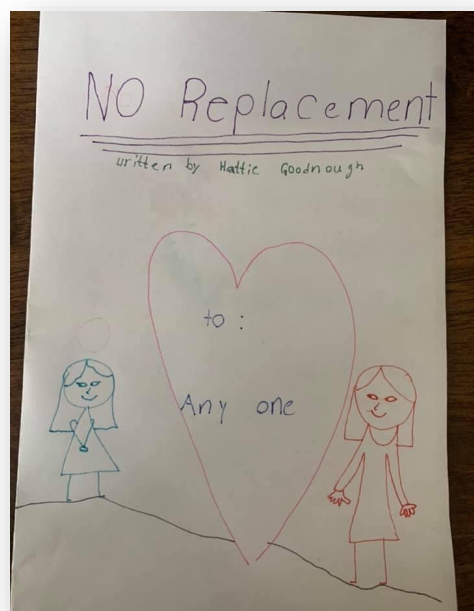 NO Replacement
written by Hattie Goodnough
to :
Any one